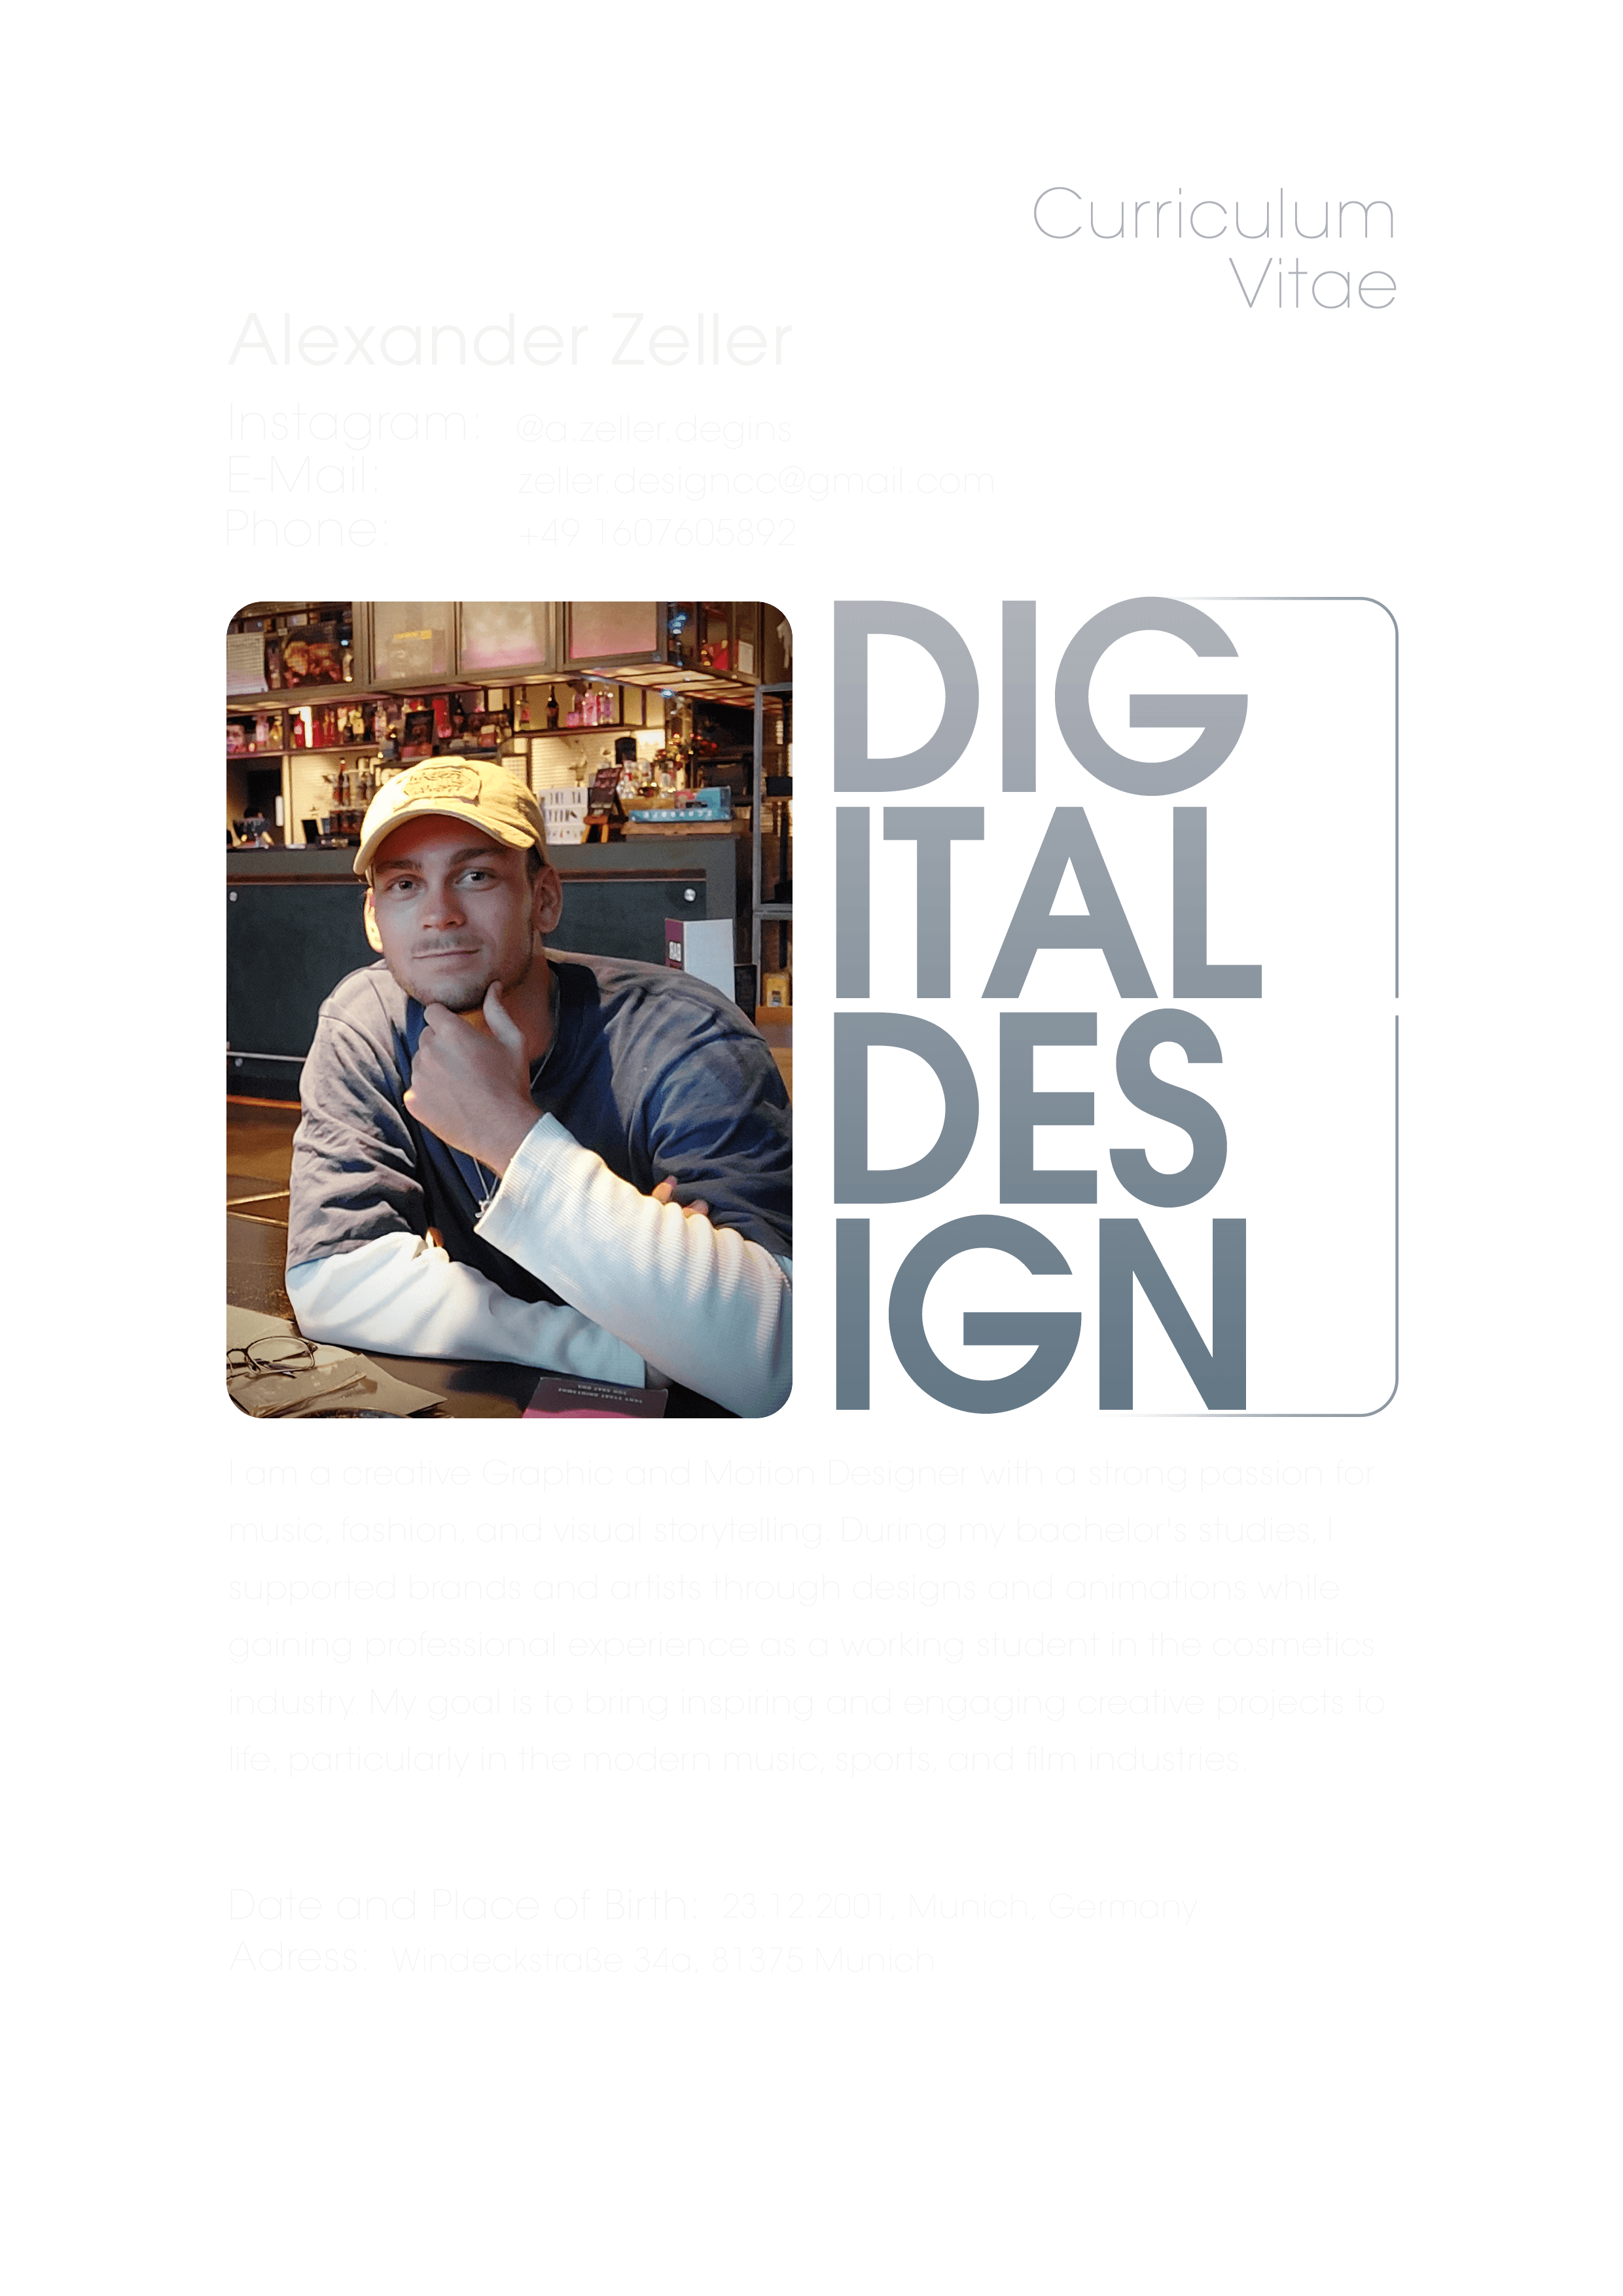 Curriculum
Vitae
Alexander Zeller
Instagram: @a.zeller.degins
E-Mail: zeller.designcc@gmail.com
Phone: +49 1607605892
DIG
ITAL
DES
IGN
I am a creative Graphic and Motion Designer with a strong passion for
music, fashion, and visual storytelling. During my bachelor's studies, I
supported brands and artists through designs and animations while
gaining professional experience as a working student in the cosmetics
industry. My goal is to bring inspiring and engaging creative projects to
life, particularly in the modern music, sports, and film industries.
Date and Place of Birth: 23.12.2001, Munich, Germany
Adress: Windeckstraße 34a, 81375 Munich